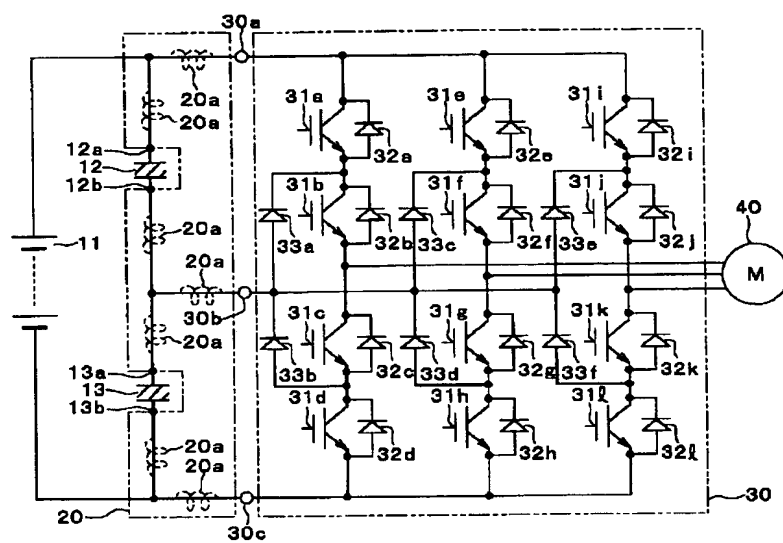 30a
40
20a
20a
12a
12
12b
20a
11
20a
30b
20a
13a
13
13b
20a
20a
20
30c
30
31a
32a
31e
32e
31i
32i
31b
32b
33a
31f
32f
33c
31j
32j
33e
M
31c
32c
33b
31g
32g
33d
31k
32k
33f
31d
32d
31h
32h
31ℓ
32ℓ